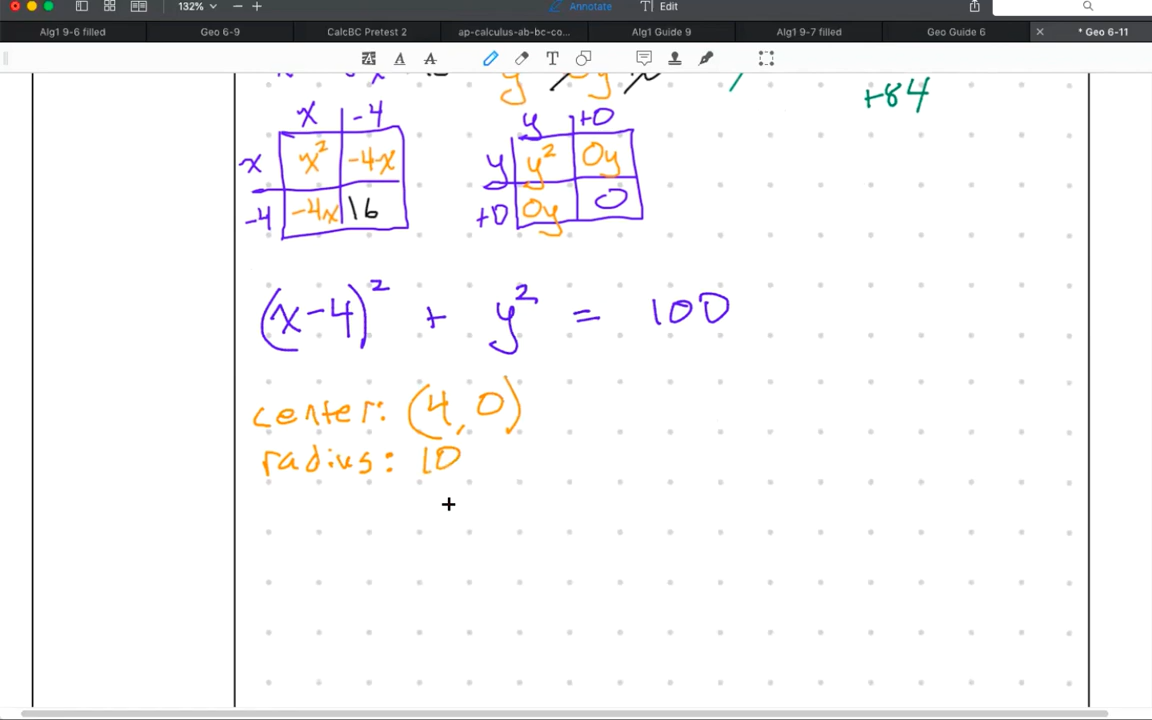 132%
Annotate
Edit
Alg1 9-6 filled
Geo 6-9
CalcBC Pretest 2
ap-calculus-ab-bc-co...
Alg1 Guide 9
Alg1 9-7 filled
Geo Guide 6
* Geo 6-11
+84
x -4
x x² -4x
-4 -4x 16
y +0
y y² 0y
+0 0y 0
(x-4)² + y² = 100
center: (4, 0)
radius: 10